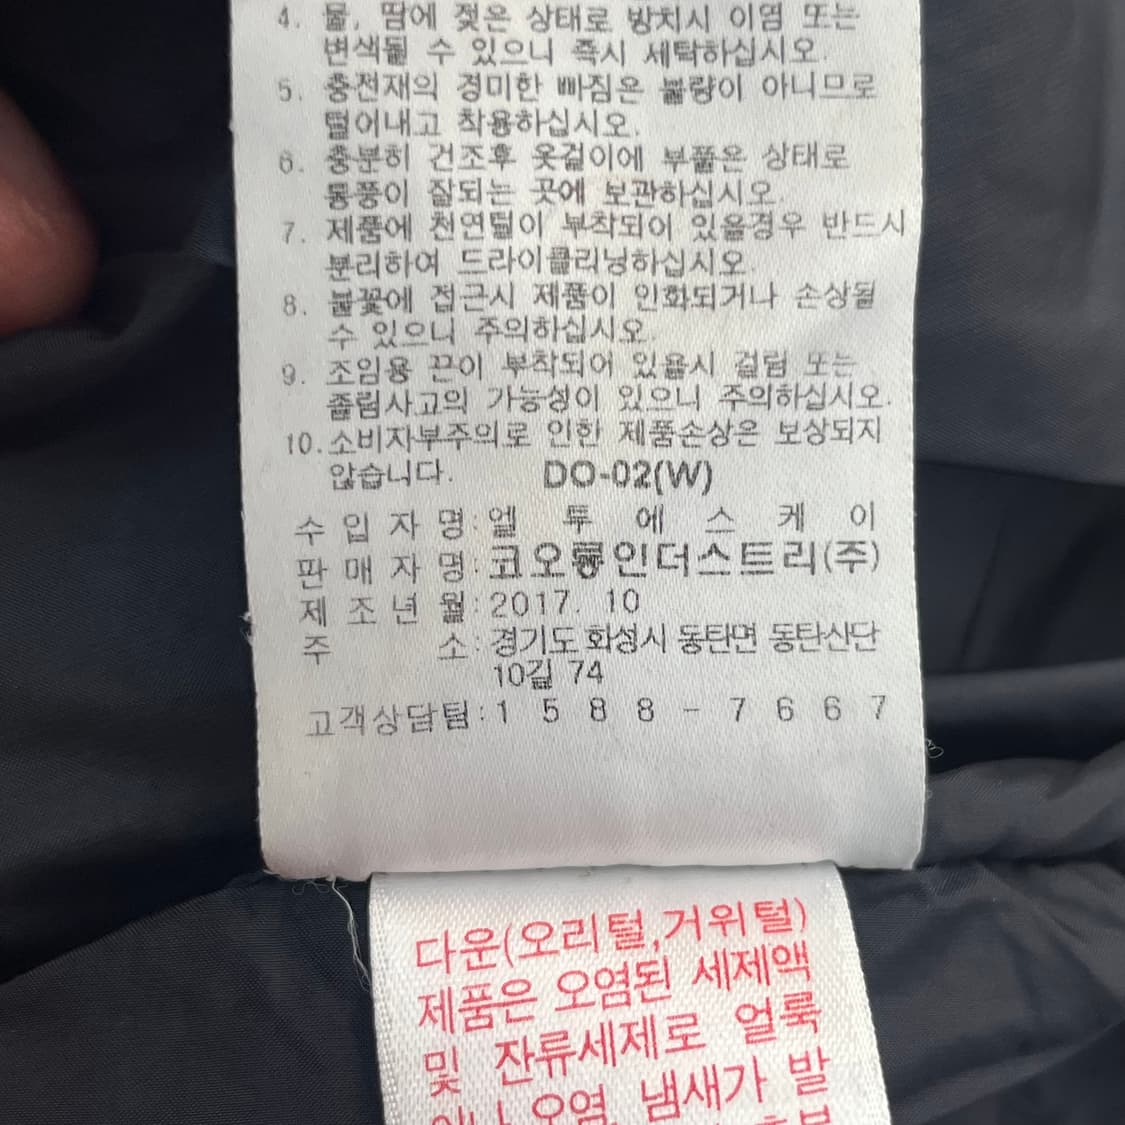 4. 물, 땀에 젖은 상태로 방치시 이염 또는
변색될 수 있으니 즉시 세탁하십시오.
5. 충전재의 경미한 빠짐은 불량이 아니므로
털어내고 착용하십시오.
6. 충분히 건조후 옷걸이에 부풀은 상태로
통풍이 잘되는 곳에 보관하십시오.
7. 제품에 천연털이 부착되어 있을경우 반드시
분리하여 드라이클리닝하십시오.
8. 불꽃에 접근시 제품이 인화되거나 손상될
수 있으니 주의하십시오.
9. 조임용 끈이 부착되어 있을시 걸림 또는
졸림사고의 가능성이 있으니 주의하십시오.
10. 소비자부주의로 인한 제품손상은 보상되지
않습니다. DO-02(W)
수 입 자 명 : 엘 투 에 스 케 이
판 매 자 명 : 코오롱인더스트리(주)
제 조 년 월 : 2017. 10
주 소 : 경기도 화성시 동탄면 동탄산단
10길 74
고객상담팀 : 1 5 8 8 - 7 6 6 7
다운(오리털,거위털)
제품은 오염된 세제액
및 잔류세제로 얼룩
이나 오염, 냄새가 발